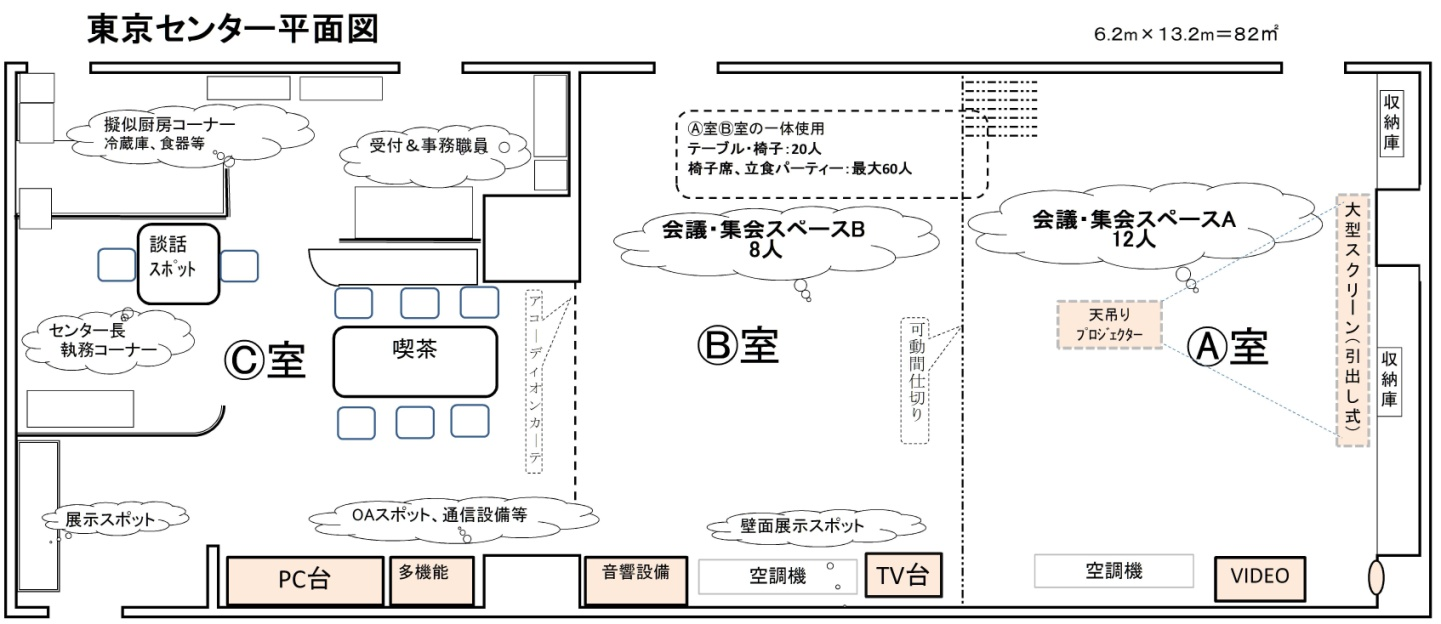 東京センター平面図
6.2m×13.2m=82㎡
擬似厨房コーナー
冷蔵庫、食器等
受付&事務職員
Ⓐ室Ⓑ室の一体使用
テーブル・椅子:20人
椅子席、立食パーティー:最大60人
収納庫
会議・集会スペースB
8人
会議・集会スペースA
12人
大型スクリーン(引出し式)
談話
スポット
センター長
執務コーナー
Ⓒ室
喫茶
アコーディオンカーテ
Ⓑ室
可動間仕切り
天吊り
プロジェクター
Ⓐ室
収納庫
展示スポット
OAスポット、通信設備等
壁面展示スポット
PC台
多機能
音響設備
空調機
TV台
空調機
VIDEO